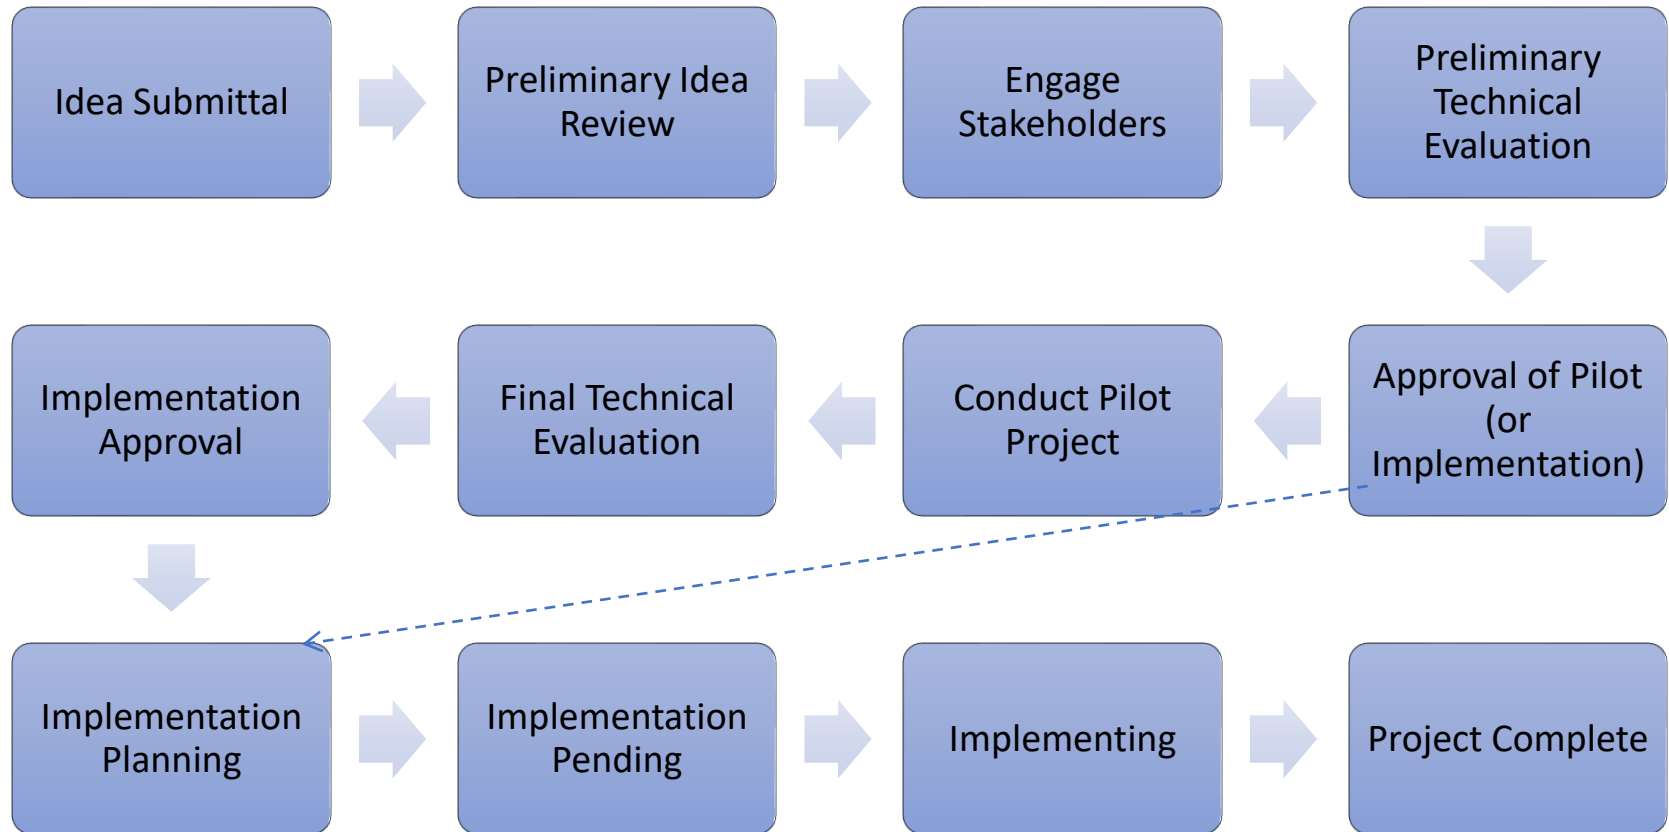 Idea Submittal
Preliminary Idea
Review
Engage
Stakeholders
Preliminary
Technical
Evaluation
Implementation
Approval
Final Technical
Evaluation
Conduct Pilot
Project
Approval of Pilot
(or
Implementation)
Implementation
Planning
Implementation
Pending
Implementing
Project Complete